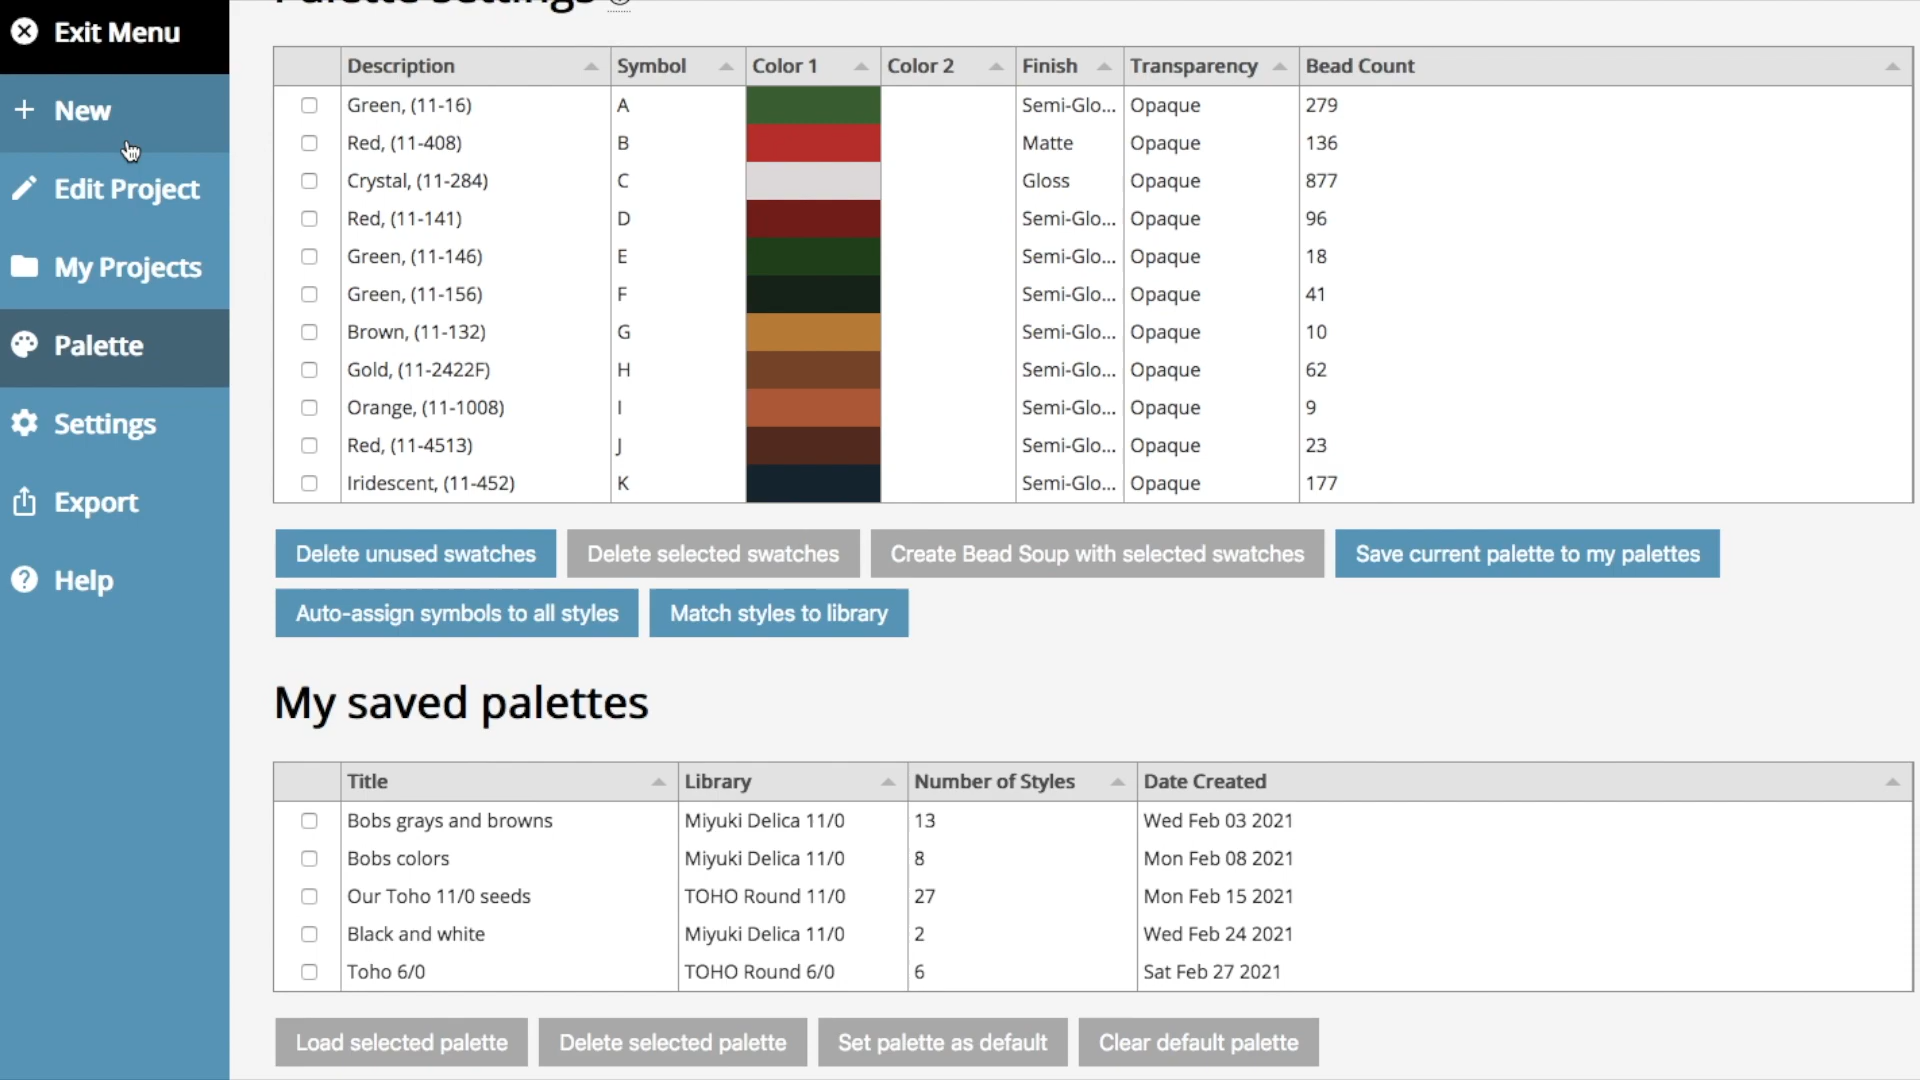 Palette settings
Exit Menu
New
Edit Project
My Projects
Palette
Settings
Export
Help
Description Symbol Color 1 Color 2 Finish Transparency Bead Count
Green, (11-16) A Semi-Glo... Opaque 279
Red, (11-408) B Matte Opaque 136
Crystal, (11-284) C Gloss Opaque 877
Red, (11-141) D Semi-Glo... Opaque 96
Green, (11-146) E Semi-Glo... Opaque 18
Green, (11-156) F Semi-Glo... Opaque 41
Brown, (11-132) G Semi-Glo... Opaque 10
Gold, (11-2422F) H Semi-Glo... Opaque 62
Orange, (11-1008) I Semi-Glo... Opaque 9
Red, (11-4513) J Semi-Glo... Opaque 23
Iridescent, (11-452) K Semi-Glo... Opaque 177
Delete unused swatches Delete selected swatches Create Bead Soup with selected swatches Save current palette to my palettes
Auto-assign symbols to all styles Match styles to library
My saved palettes
Title Library Number of Styles Date Created
Bobs grays and browns Miyuki Delica 11/0 13 Wed Feb 03 2021
Bobs colors Miyuki Delica 11/0 8 Mon Feb 08 2021
Our Toho 11/0 seeds TOHO Round 11/0 27 Mon Feb 15 2021
Black and white Miyuki Delica 11/0 2 Wed Feb 24 2021
Toho 6/0 TOHO Round 6/0 6 Sat Feb 27 2021
Load selected palette Delete selected palette Set palette as default Clear default palette